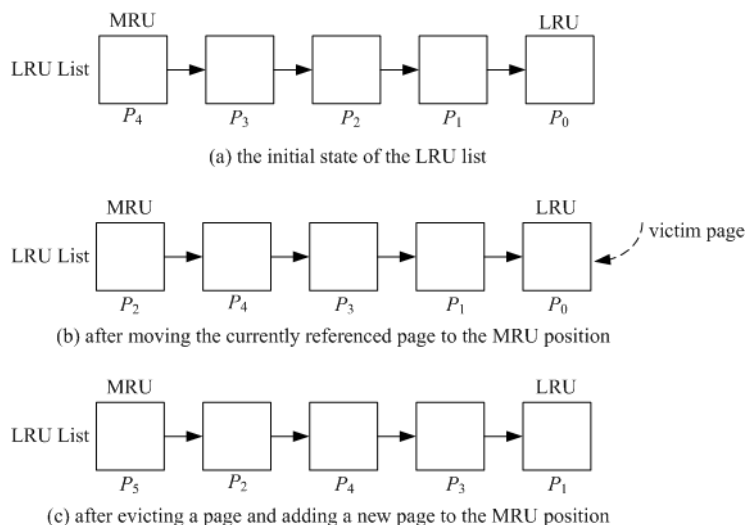 MRU LRU
LRU List
P4 P3 P2 P1 P0
(a) the initial state of the LRU list
MRU LRU
victim page
LRU List
P2 P4 P3 P1 P0
(b) after moving the currently referenced page to the MRU position
MRU LRU
LRU List
P5 P2 P4 P3 P1
(c) after evicting a page and adding a new page to the MRU position